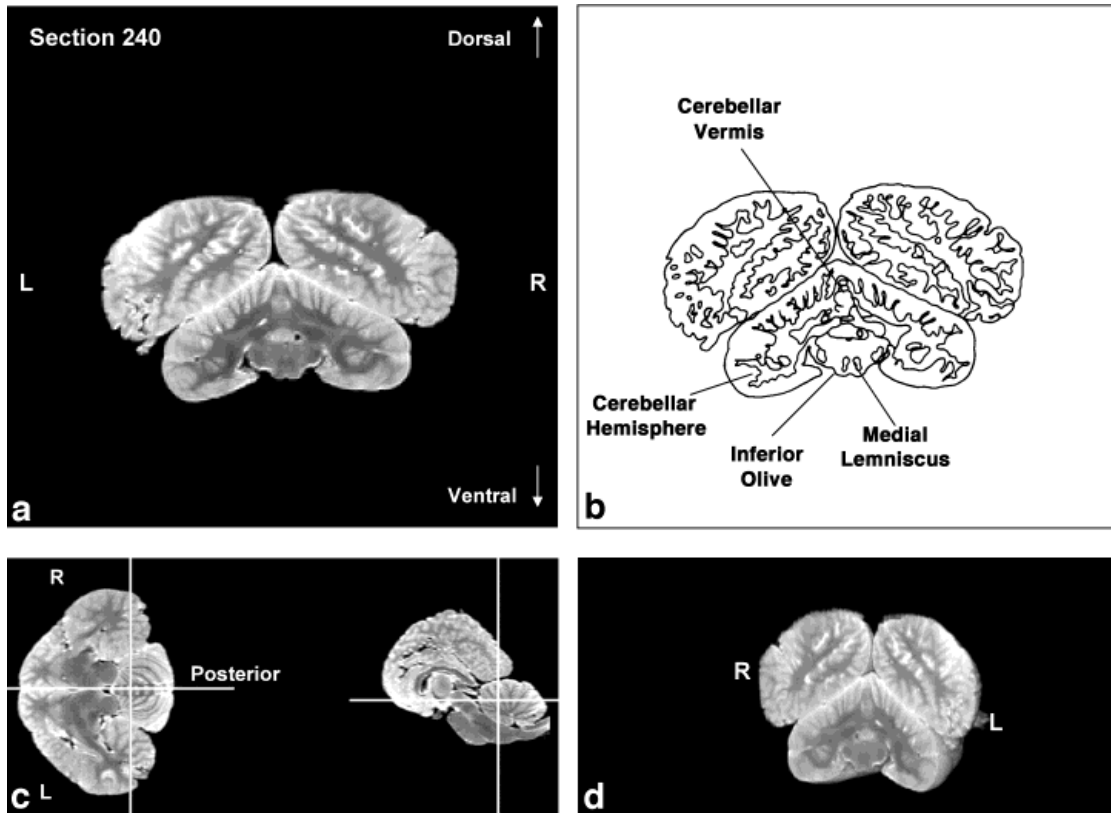 Section 240
Dorsal
L
R
Ventral
a
Cerebellar
Vermis
Cerebellar
Hemisphere
Inferior
Olive
Medial
Lemniscus
b
R
Posterior
L
c
R
L
d